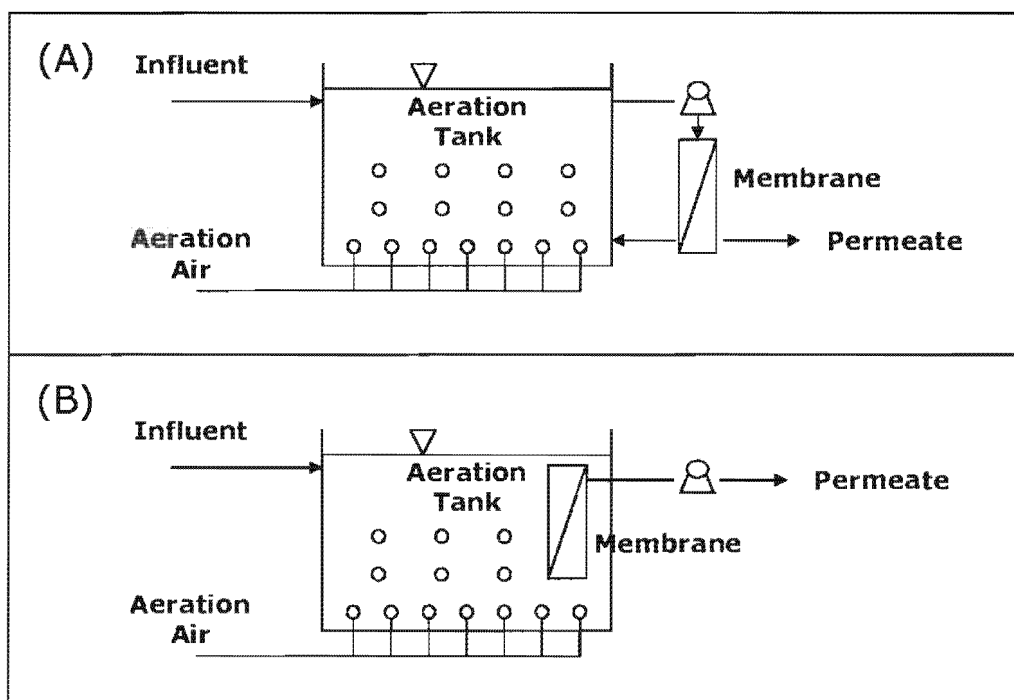 (A)
Influent
Aeration
Tank
Membrane
Aeration
Air
Permeate
(B)
Influent
Aeration
Tank
Permeate
Membrane
Aeration
Air